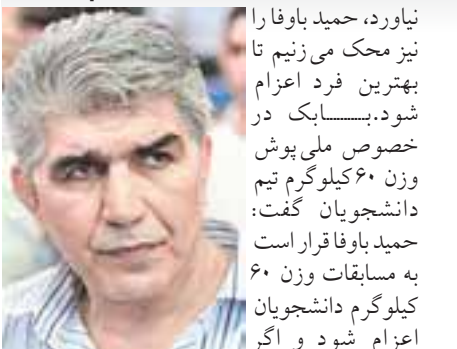 نیاورد، حمید باوفا را
نیز محک می‌زنیم تا
بهترین فرد اعزام
شود.بـــــابک در
خصوص ملی‌پوش
وزن ۶۰کیلوگرم تیم
دانشجویان گفت:
حمید باوفا قرار است
به مسابقات وزن ۶۰
کیلوگرم دانشجویان
اعزام شود و اگر